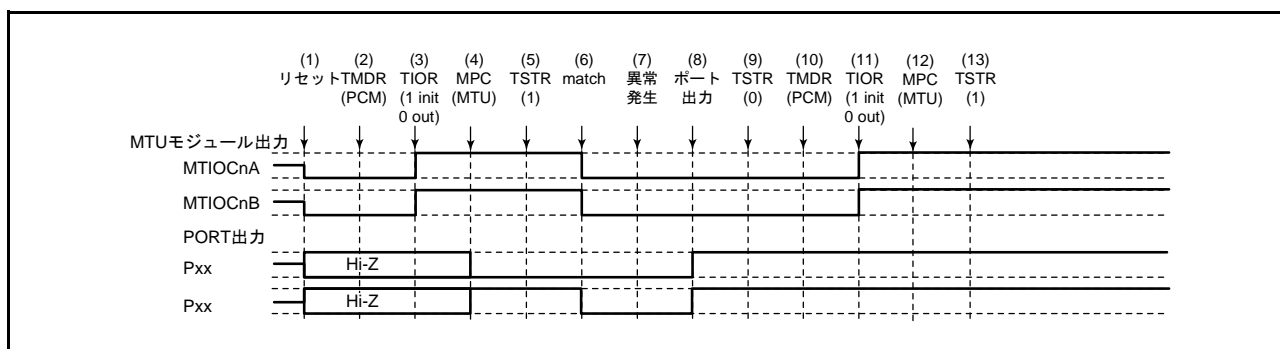 (1) (2) (3) (4) (5) (6) (7) (8) (9) (10) (11) (12) (13)
リセット TMDR TIOR MPC TSTR match 異常 ポート TSTR TMDR TIOR MPC TSTR
(PCM) (1 init (MTU) (1) 発生 出力 (0) (PCM) (1 init (MTU) (1)
0 out) 0 out)
MTUモジュール出力
MTIOCnA
MTIOCnB
PORT出力
Pxx Hi-Z
Pxx Hi-Z